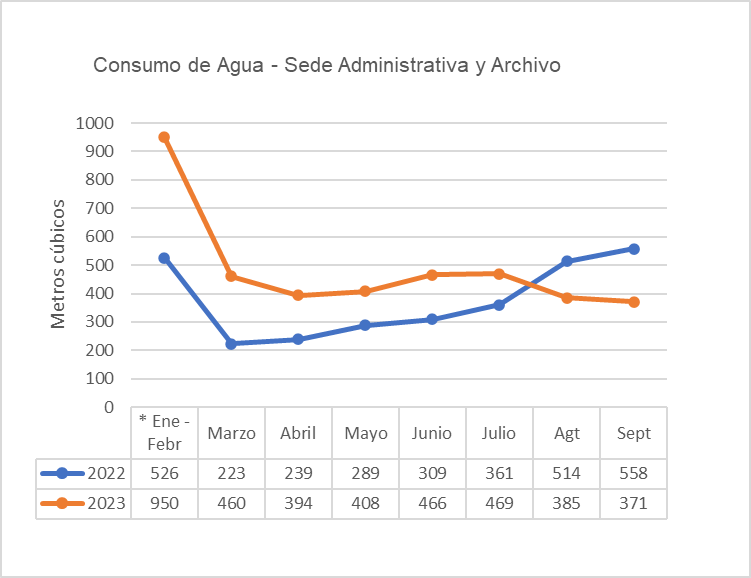 Consumo de Agua - Sede Administrativa y Archivo
Metros cúbicos
1000
900
800
700
600
500
400
300
200
100
0
* Ene - Febr Marzo Abril Mayo Junio Julio Agt Sept
2022 526 223 239 289 309 361 514 558
2023 950 460 394 408 466 469 385 371